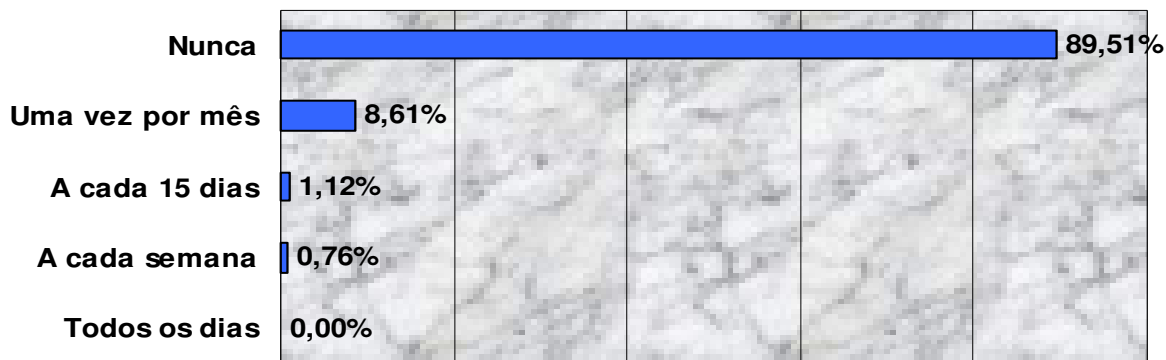 Nunca 89,51%
Uma vez por mês 8,61%
A cada 15 dias 1,12%
A cada semana 0,76%
Todos os dias 0,00%